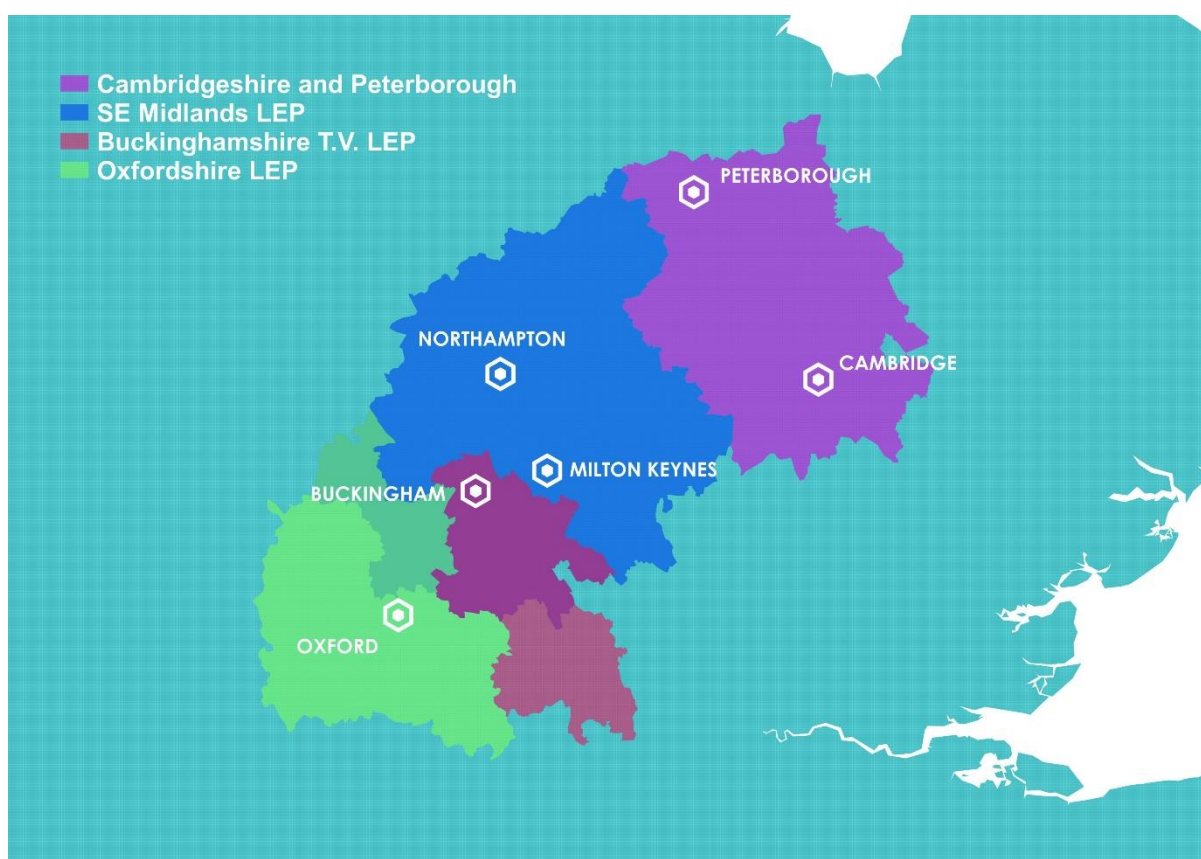 Cambridgeshire and Peterborough
SE Midlands LEP
Buckinghamshire T.V. LEP
Oxfordshire LEP
PETERBOROUGH
NORTHAMPTON
CAMBRIDGE
MILTON KEYNES
BUCKINGHAM
OXFORD